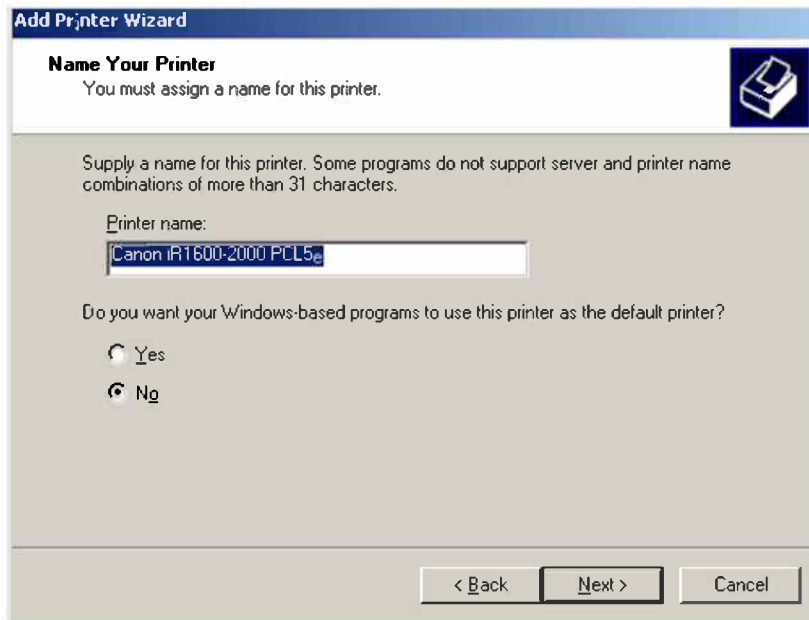 Add Printer Wizard
Name Your Printer
You must assign a name for this printer.
Supply a name for this printer. Some programs do not support server and printer name
combinations of more than 31 characters.
Printer name:
Canon iR1600-2000 PCL5e
Do you want your Windows-based programs to use this printer as the default printer?
Yes
No
< Back
Next >
Cancel